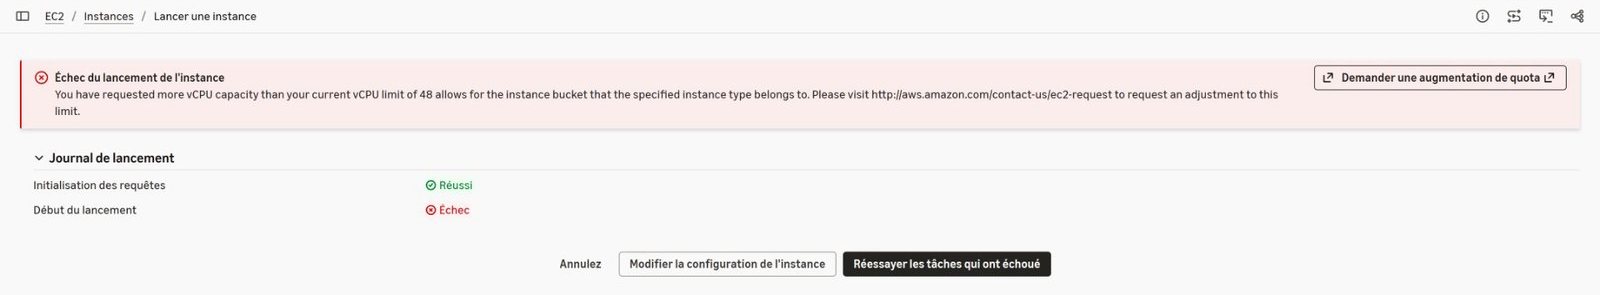 EC2 / Instances / Lancer une instance
Échec du lancement de l'instance
Demander une augmentation de quota
You have requested more vCPU capacity than your current vCPU limit of 48 allows for the instance bucket that the specified instance type belongs to. Please visit http://aws.amazon.com/contact-us/ec2-request to request an adjustment to this
limit.
Journal de lancement
Initialisation des requêtes Réussi
Début du lancement Échec
Annulez Modifier la configuration de l'instance Réessayer les tâches qui ont échoué